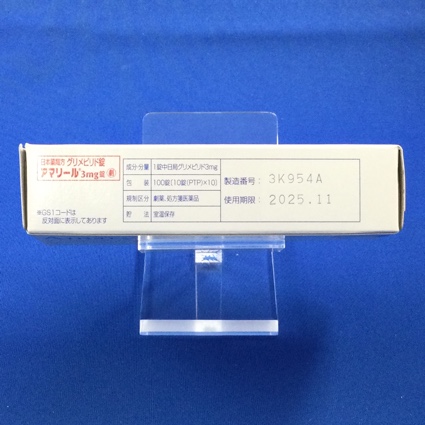 日本薬局方 グリメピリド錠
アマリール®3mg錠 劇
※GS1コードは
反対面に表示してあります
成分・分量 1錠中日局グリメピリド3mg
包装 100錠[10錠(PTP)×10]
規制区分 劇薬、処方箋医薬品
貯法 室温保存
製造番号: 3K954A
使用期限: 2025.11